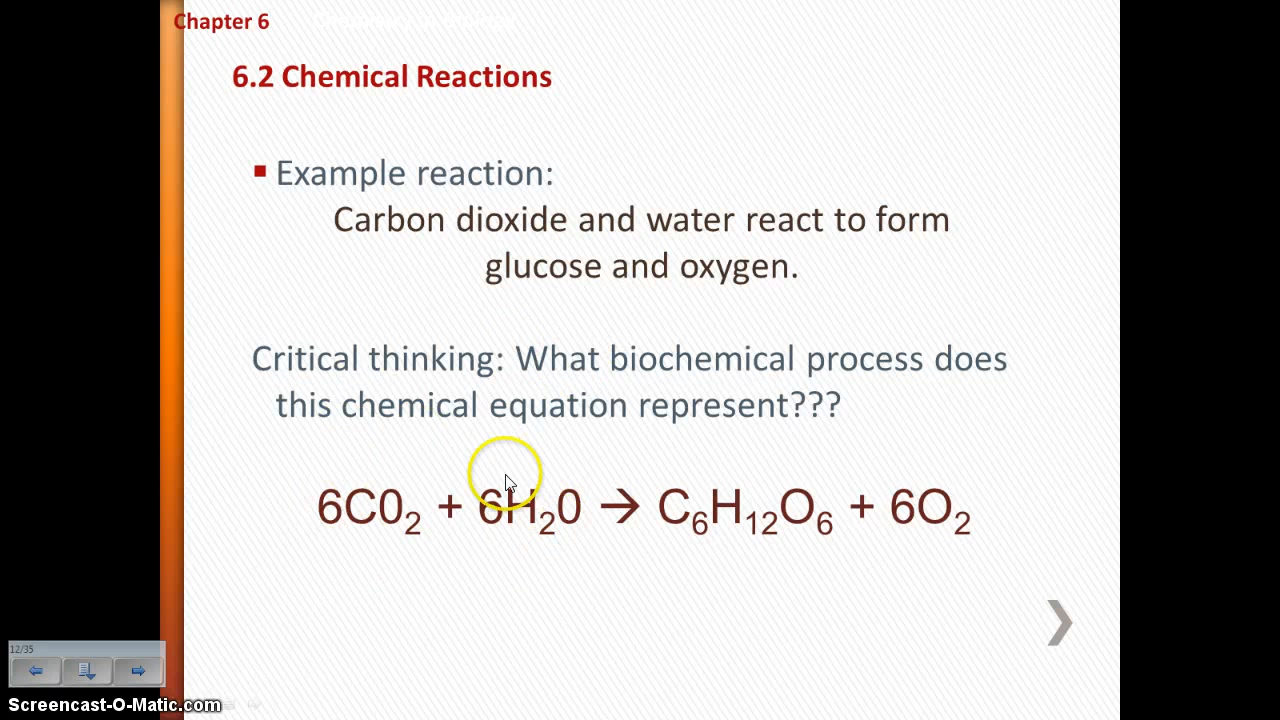 Chapter 6
6.2 Chemical Reactions
Example reaction:
Carbon dioxide and water react to form
glucose and oxygen.
Critical thinking: What biochemical process does
this chemical equation represent???
6C0₂ + 6H₂0 → C₆H₁₂O₆ + 6O₂
12/35
Screencast-O-Matic.com